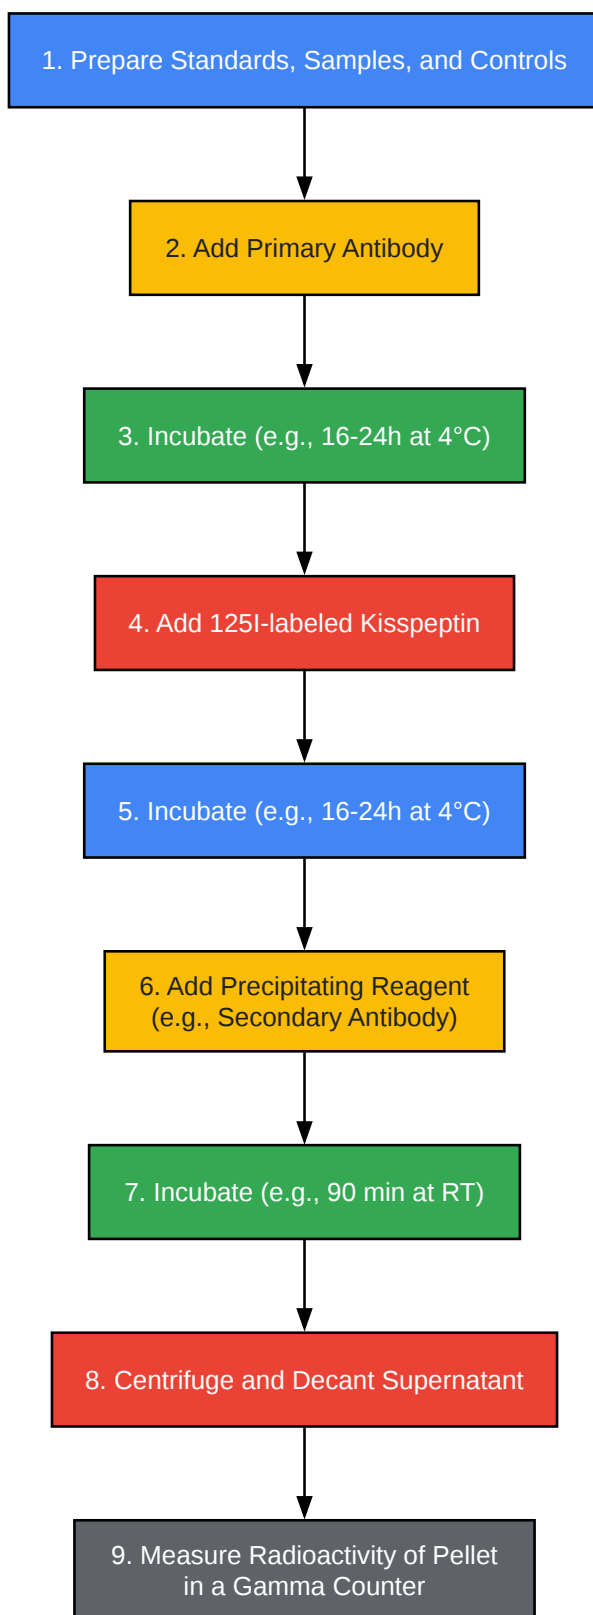 1. Prepare Standards, Samples, and Controls
2. Add Primary Antibody
3. Incubate (e.g., 16-24h at 4°C)
4. Add 125I-labeled Kisspeptin
5. Incubate (e.g., 16-24h at 4°C)
6. Add Precipitating Reagent
(e.g., Secondary Antibody)
7. Incubate (e.g., 90 min at RT)
8. Centrifuge and Decant Supernatant
9. Measure Radioactivity of Pellet
in a Gamma Counter